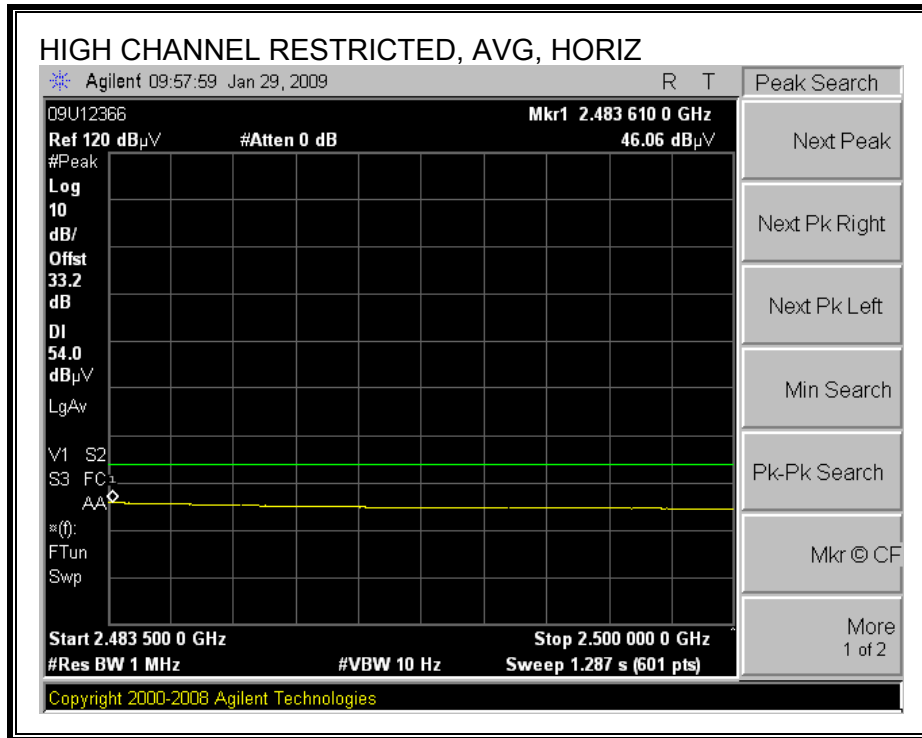 HIGH CHANNEL RESTRICTED, AVG, HORIZ
Agilent 09:57:59 Jan 29, 2009 R T
Peak Search
09U12366 Mkr1 2.483 610 0 GHz
Ref 120 dBµV #Atten 0 dB 46.06 dBµV
#Peak
Log
10
dB/
Offst
33.2
dB
DI
54.0
dBµV
LgAv
V1 S2
S3 FC
AA
¤(f):
FTun
Swp
1
Start 2.483 500 0 GHz Stop 2.500 000 0 GHz
#Res BW 1 MHz #VBW 10 Hz Sweep 1.287 s (601 pts)
Copyright 2000-2008 Agilent Technologies
Next Peak
Next Pk Right
Next Pk Left
Min Search
Pk-Pk Search
Mkr © CF
More
1 of 2